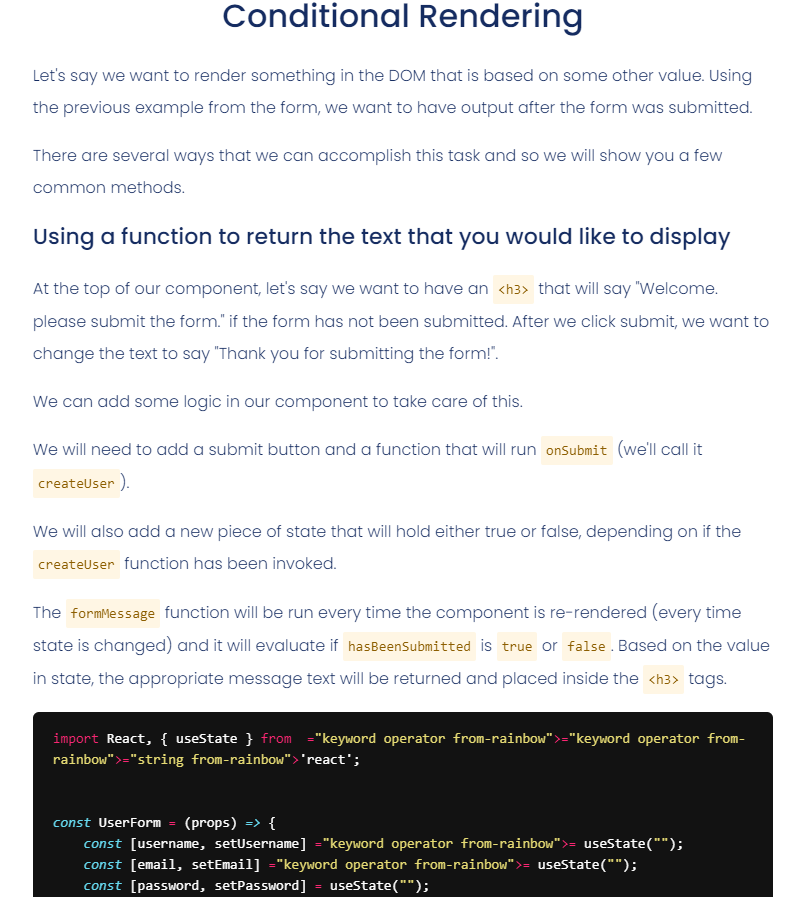 Conditional Rendering
Let's say we want to render something in the DOM that is based on some other value. Using
the previous example from the form, we want to have output after the form was submitted.
There are several ways that we can accomplish this task and so we will show you a few
common methods.
Using a function to return the text that you would like to display
At the top of our component, let's say we want to have an <h3> that will say "Welcome.
please submit the form." if the form has not been submitted. After we click submit, we want to
change the text to say "Thank you for submitting the form!".
We can add some logic in our component to take care of this.
We will need to add a submit button and a function that will run onSubmit (we'll call it
createUser ).
We will also add a new piece of state that will hold either true or false, depending on if the
createUser function has been invoked.
The formMessage function will be run every time the component is re-rendered (every time
state is changed) and it will evaluate if hasBeenSubmitted is true or false . Based on the value
in state, the appropriate message text will be returned and placed inside the <h3> tags.
import React, { useState } from  ="keyword operator from-rainbow">="keyword operator from-
rainbow">="string from-rainbow">'react';
const UserForm = (props) => {
    const [username, setUsername] ="keyword operator from-rainbow">= useState("");
    const [email, setEmail] ="keyword operator from-rainbow">= useState("");
    const [password, setPassword] = useState("");